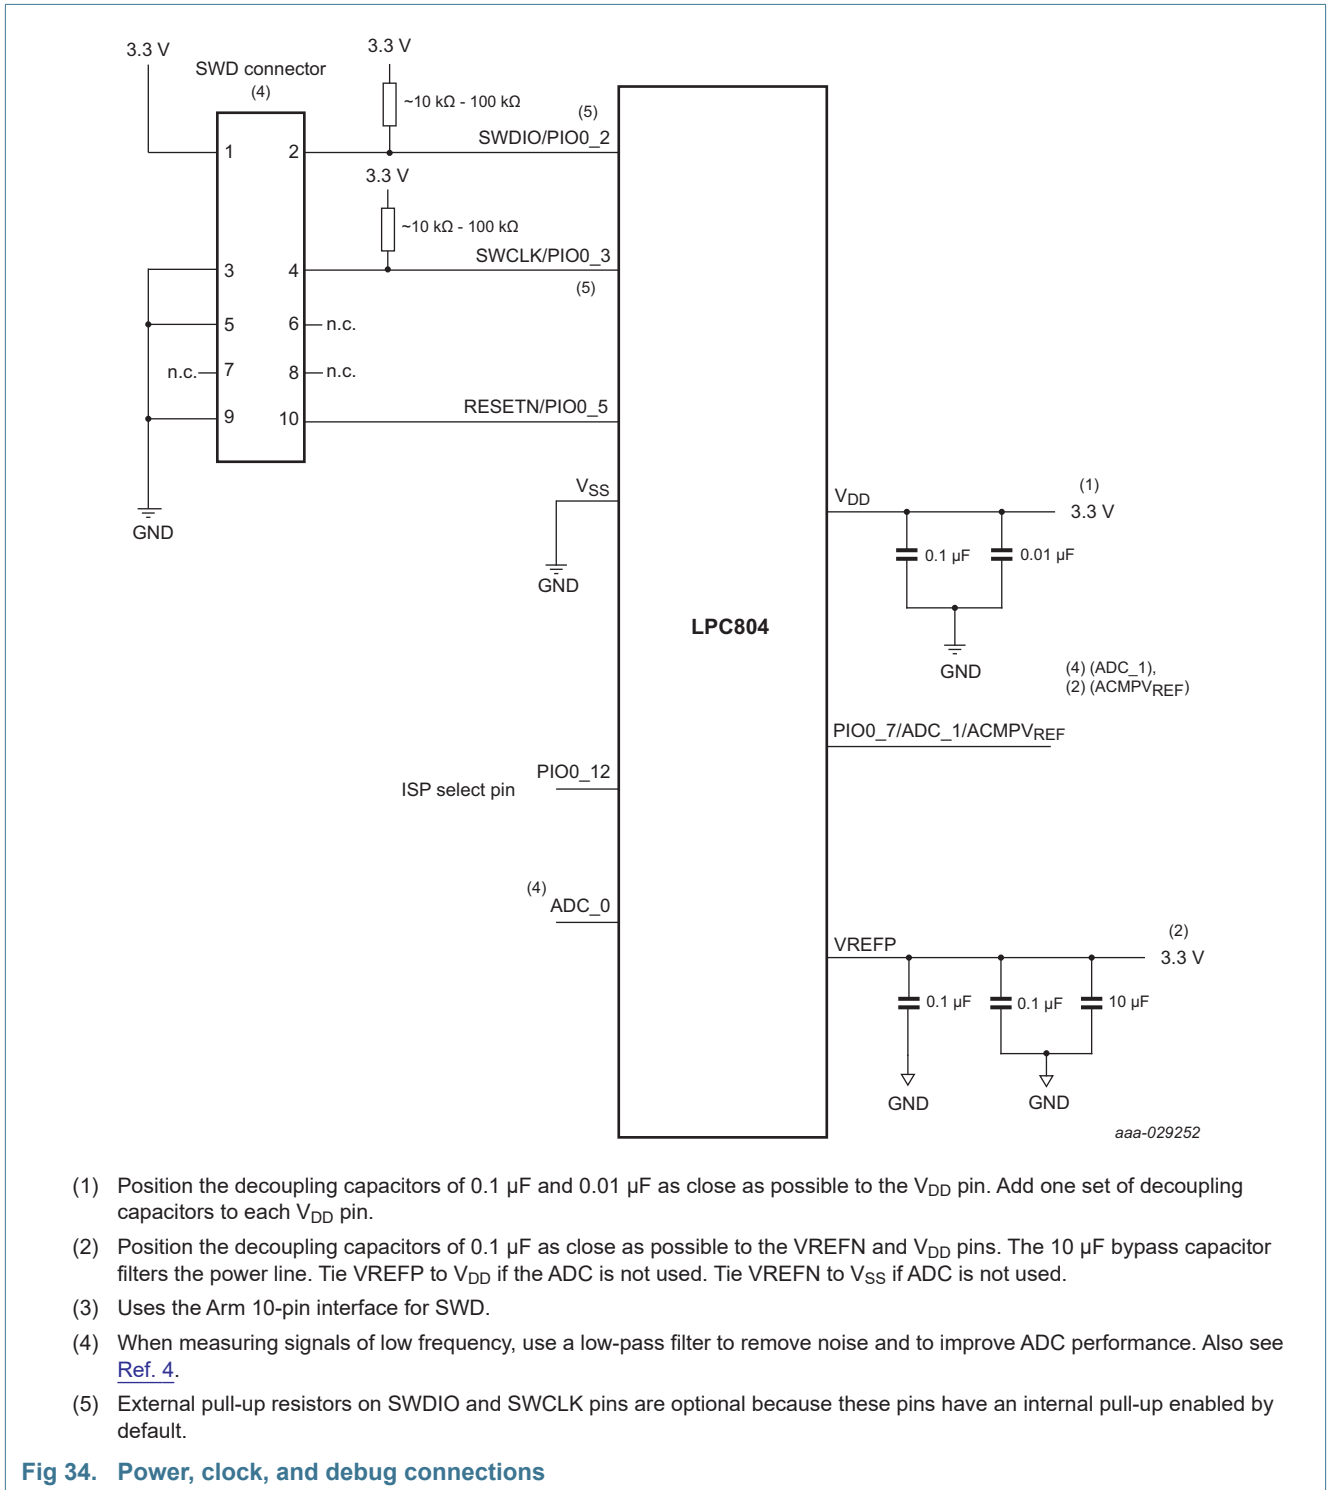 3.3 V
3.3 V
SWD connector
(4)
~10 kΩ - 100 kΩ
(5)
SWDIO/PIO0_2
1
2
3.3 V
~10 kΩ - 100 kΩ
SWCLK/PIO0_3
3
4
(5)
5
6
n.c.
n.c.
7
8
n.c.
RESETN/PIO0_5
9
10
VSS
GND
GND
VDD
(1)
3.3 V
0.1 µF
0.01 µF
GND
LPC804
(4) (ADC_1),
(2) (ACMPVREF)
PIO0_7/ADC_1/ACMPVREF
PIO0_12
ISP select pin
(4)
ADC_0
VREFP
(2)
3.3 V
0.1 µF
0.1 µF
10 µF
GND
GND
aaa-029252
(1) Position the decoupling capacitors of 0.1 µF and 0.01 µF as close as possible to the VDD pin. Add one set of decoupling
capacitors to each VDD pin.
(2) Position the decoupling capacitors of 0.1 µF as close as possible to the VREFN and VDD pins. The 10 µF bypass capacitor
filters the power line. Tie VREFP to VDD if the ADC is not used. Tie VREFN to VSS if ADC is not used.
(3) Uses the Arm 10-pin interface for SWD.
(4) When measuring signals of low frequency, use a low-pass filter to remove noise and to improve ADC performance. Also see
Ref. 4.
(5) External pull-up resistors on SWDIO and SWCLK pins are optional because these pins have an internal pull-up enabled by
default.
Fig 34. Power, clock, and debug connections